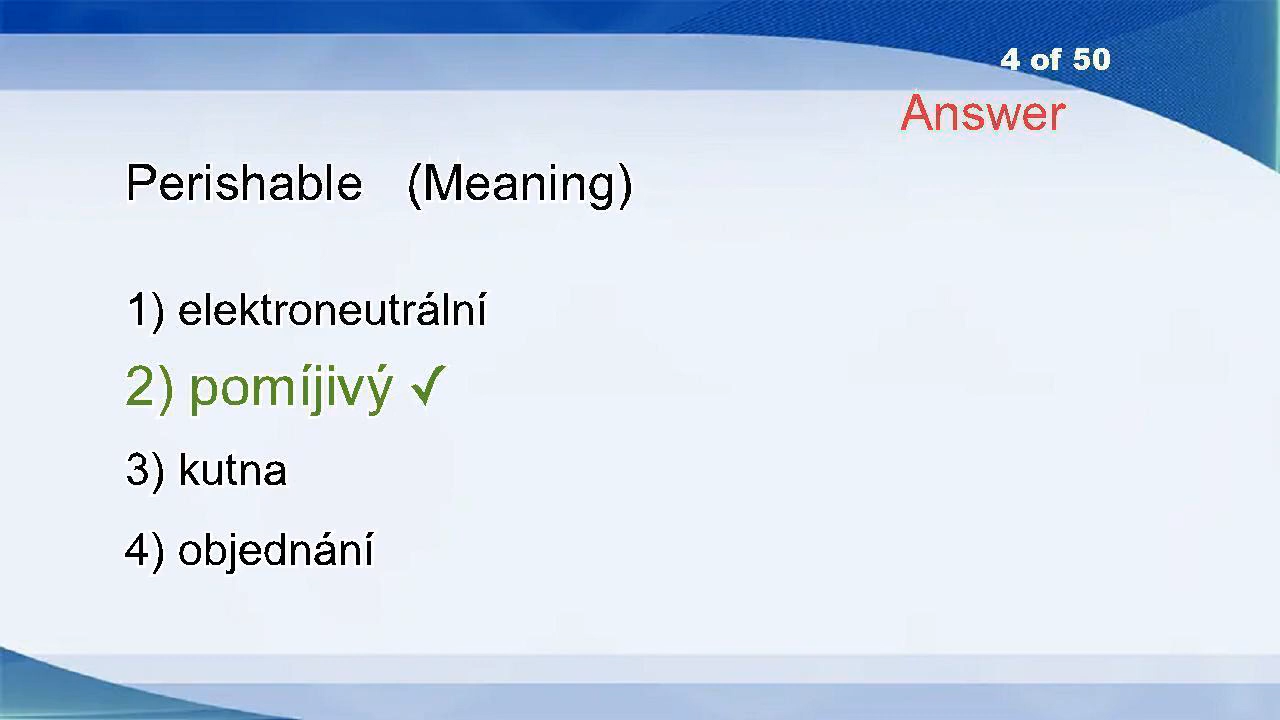 4 of 50
Answer
Perishable (Meaning)
1) elektroneutrální
2) pomíjivý ✓
3) kutna
4) objednání